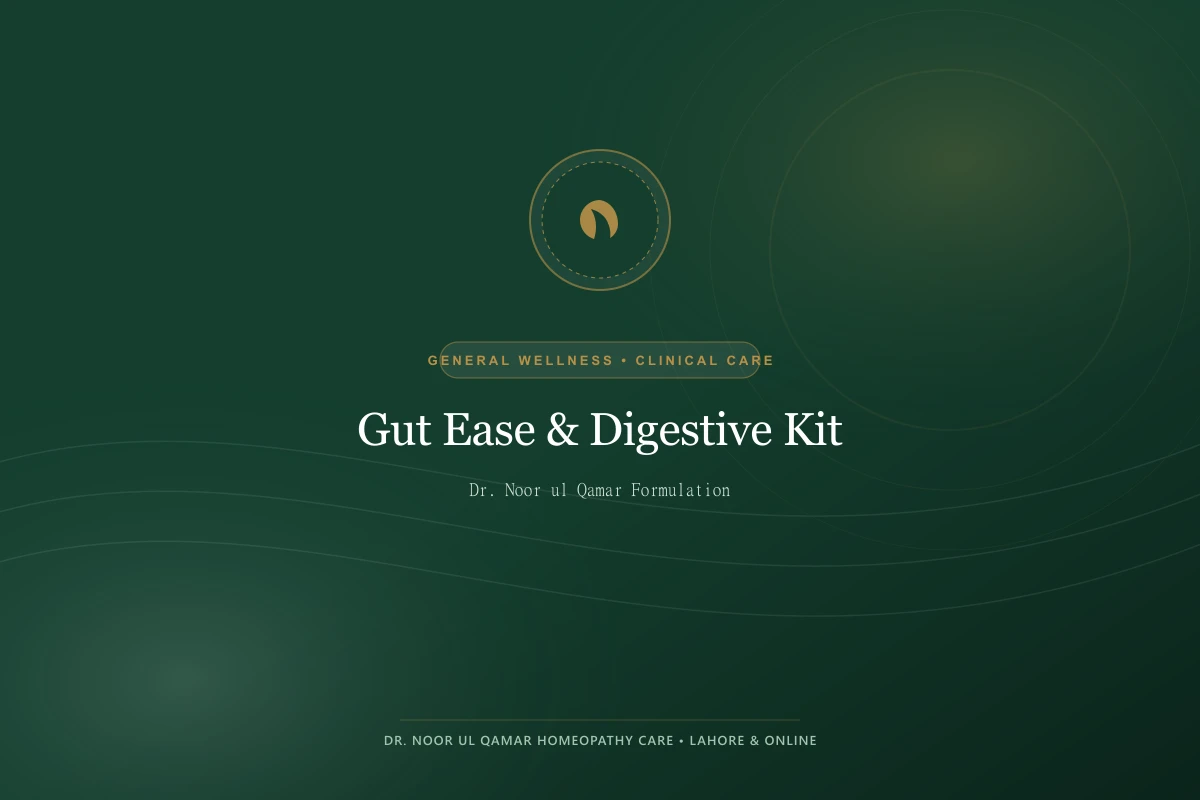 GENERAL WELLNESS • CLINICAL CARE
Gut Ease & Digestive Kit
Dr. Noor ul Qamar Formulation
DR. NOOR UL QAMAR HOMEOPATHY CARE • LAHORE & ONLINE